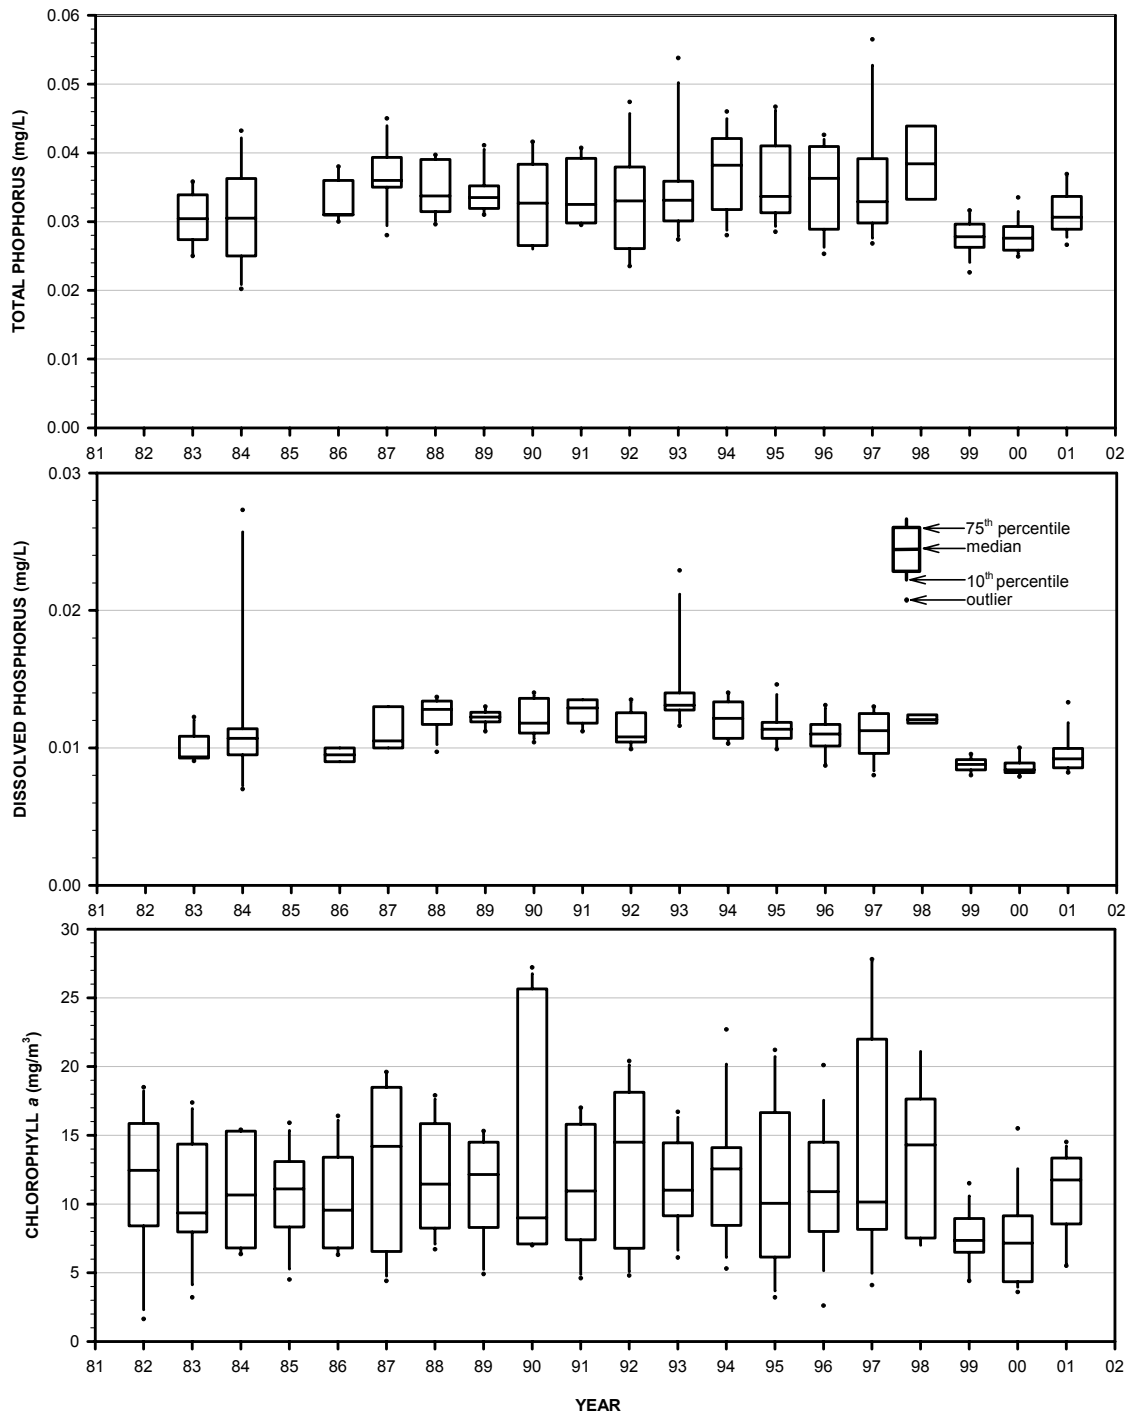 TOTAL PHOPHORUS (mg/L)
0.06
0.05
0.04
0.03
0.02
0.01
0.00
81 82 83 84 85 86 87 88 89 90 91 92 93 94 95 96 97 98 99 00 01 02
DISSOLVED PHOSPHORUS (mg/L)
0.03
0.02
0.01
0.00
75th percentile
median
10th percentile
outlier
81 82 83 84 85 86 87 88 89 90 91 92 93 94 95 96 97 98 99 00 01 02
CHLOROPHYLL a (mg/m³)
30
25
20
15
10
5
0
81 82 83 84 85 86 87 88 89 90 91 92 93 94 95 96 97 98 99 00 01 02
YEAR